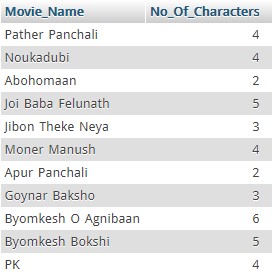 Movie_Name No_Of_Characters
Pather Panchali 4
Noukadubi 4
Abohomaan 2
Joi Baba Felunath 5
Jibon Theke Neya 3
Moner Manush 4
Apur Panchali 2
Goynar Baksho 3
Byomkesh O Agnibaan 6
Byomkesh Bokshi 5
PK 4